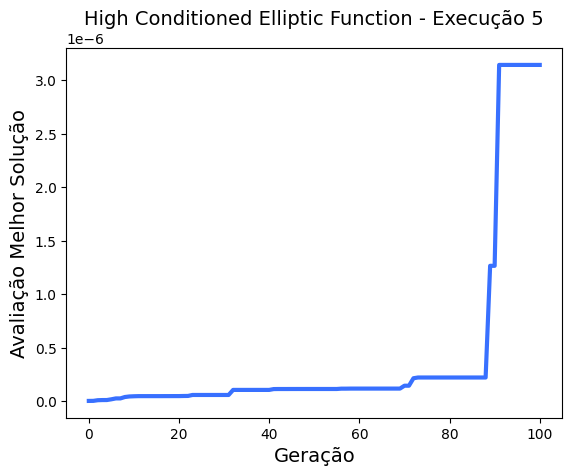 High Conditioned Elliptic Function - Execução 5
1e−6
3.0
2.5
2.0
1.5
1.0
0.5
0.0
Avaliação Melhor Solução
0 20 40 60 80 100
Geração